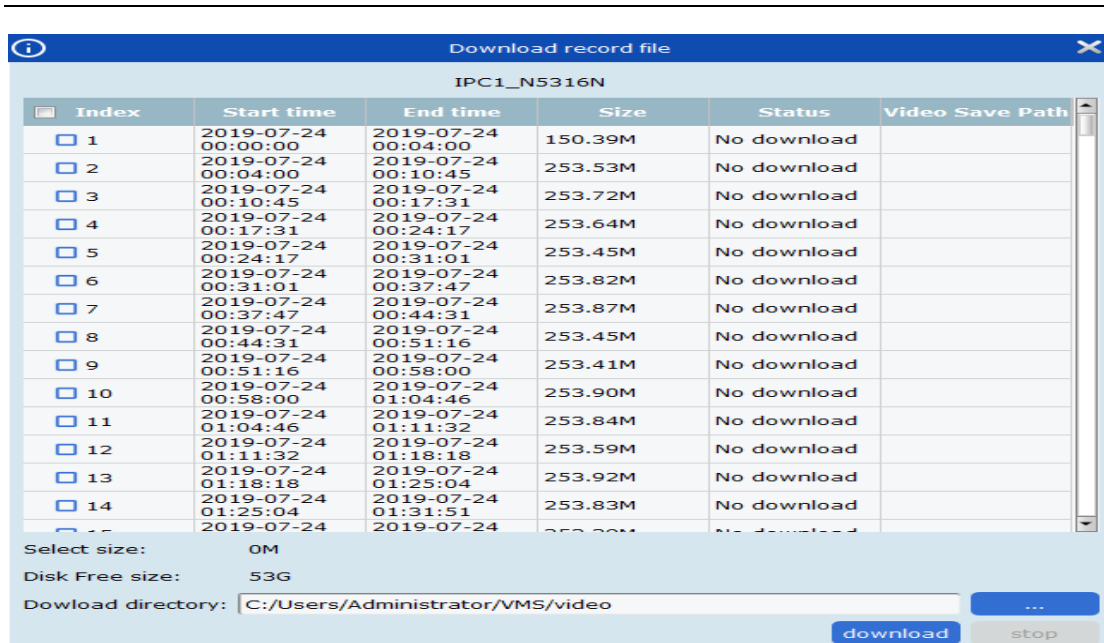 Download record file
IPC1_N5316N
Index Start time End time Size Status Video Save Path
1 2019-07-24 00:00:00 2019-07-24 00:04:00 150.39M No download
2 2019-07-24 00:04:00 2019-07-24 00:10:45 253.53M No download
3 2019-07-24 00:10:45 2019-07-24 00:17:31 253.72M No download
4 2019-07-24 00:17:31 2019-07-24 00:24:17 253.64M No download
5 2019-07-24 00:24:17 2019-07-24 00:31:01 253.45M No download
6 2019-07-24 00:31:01 2019-07-24 00:37:47 253.82M No download
7 2019-07-24 00:37:47 2019-07-24 00:44:31 253.87M No download
8 2019-07-24 00:44:31 2019-07-24 00:51:16 253.45M No download
9 2019-07-24 00:51:16 2019-07-24 00:58:00 253.41M No download
10 2019-07-24 00:58:00 2019-07-24 01:04:46 253.90M No download
11 2019-07-24 01:04:46 2019-07-24 01:11:32 253.84M No download
12 2019-07-24 01:11:32 2019-07-24 01:18:18 253.59M No download
13 2019-07-24 01:18:18 2019-07-24 01:25:04 253.92M No download
14 2019-07-24 01:25:04 2019-07-24 01:31:51 253.83M No download
2019-07-24 2019-07-24
Select size: 0M
Disk Free size: 53G
Dowload directory: C:/Users/Administrator/VMS/video ...
download stop